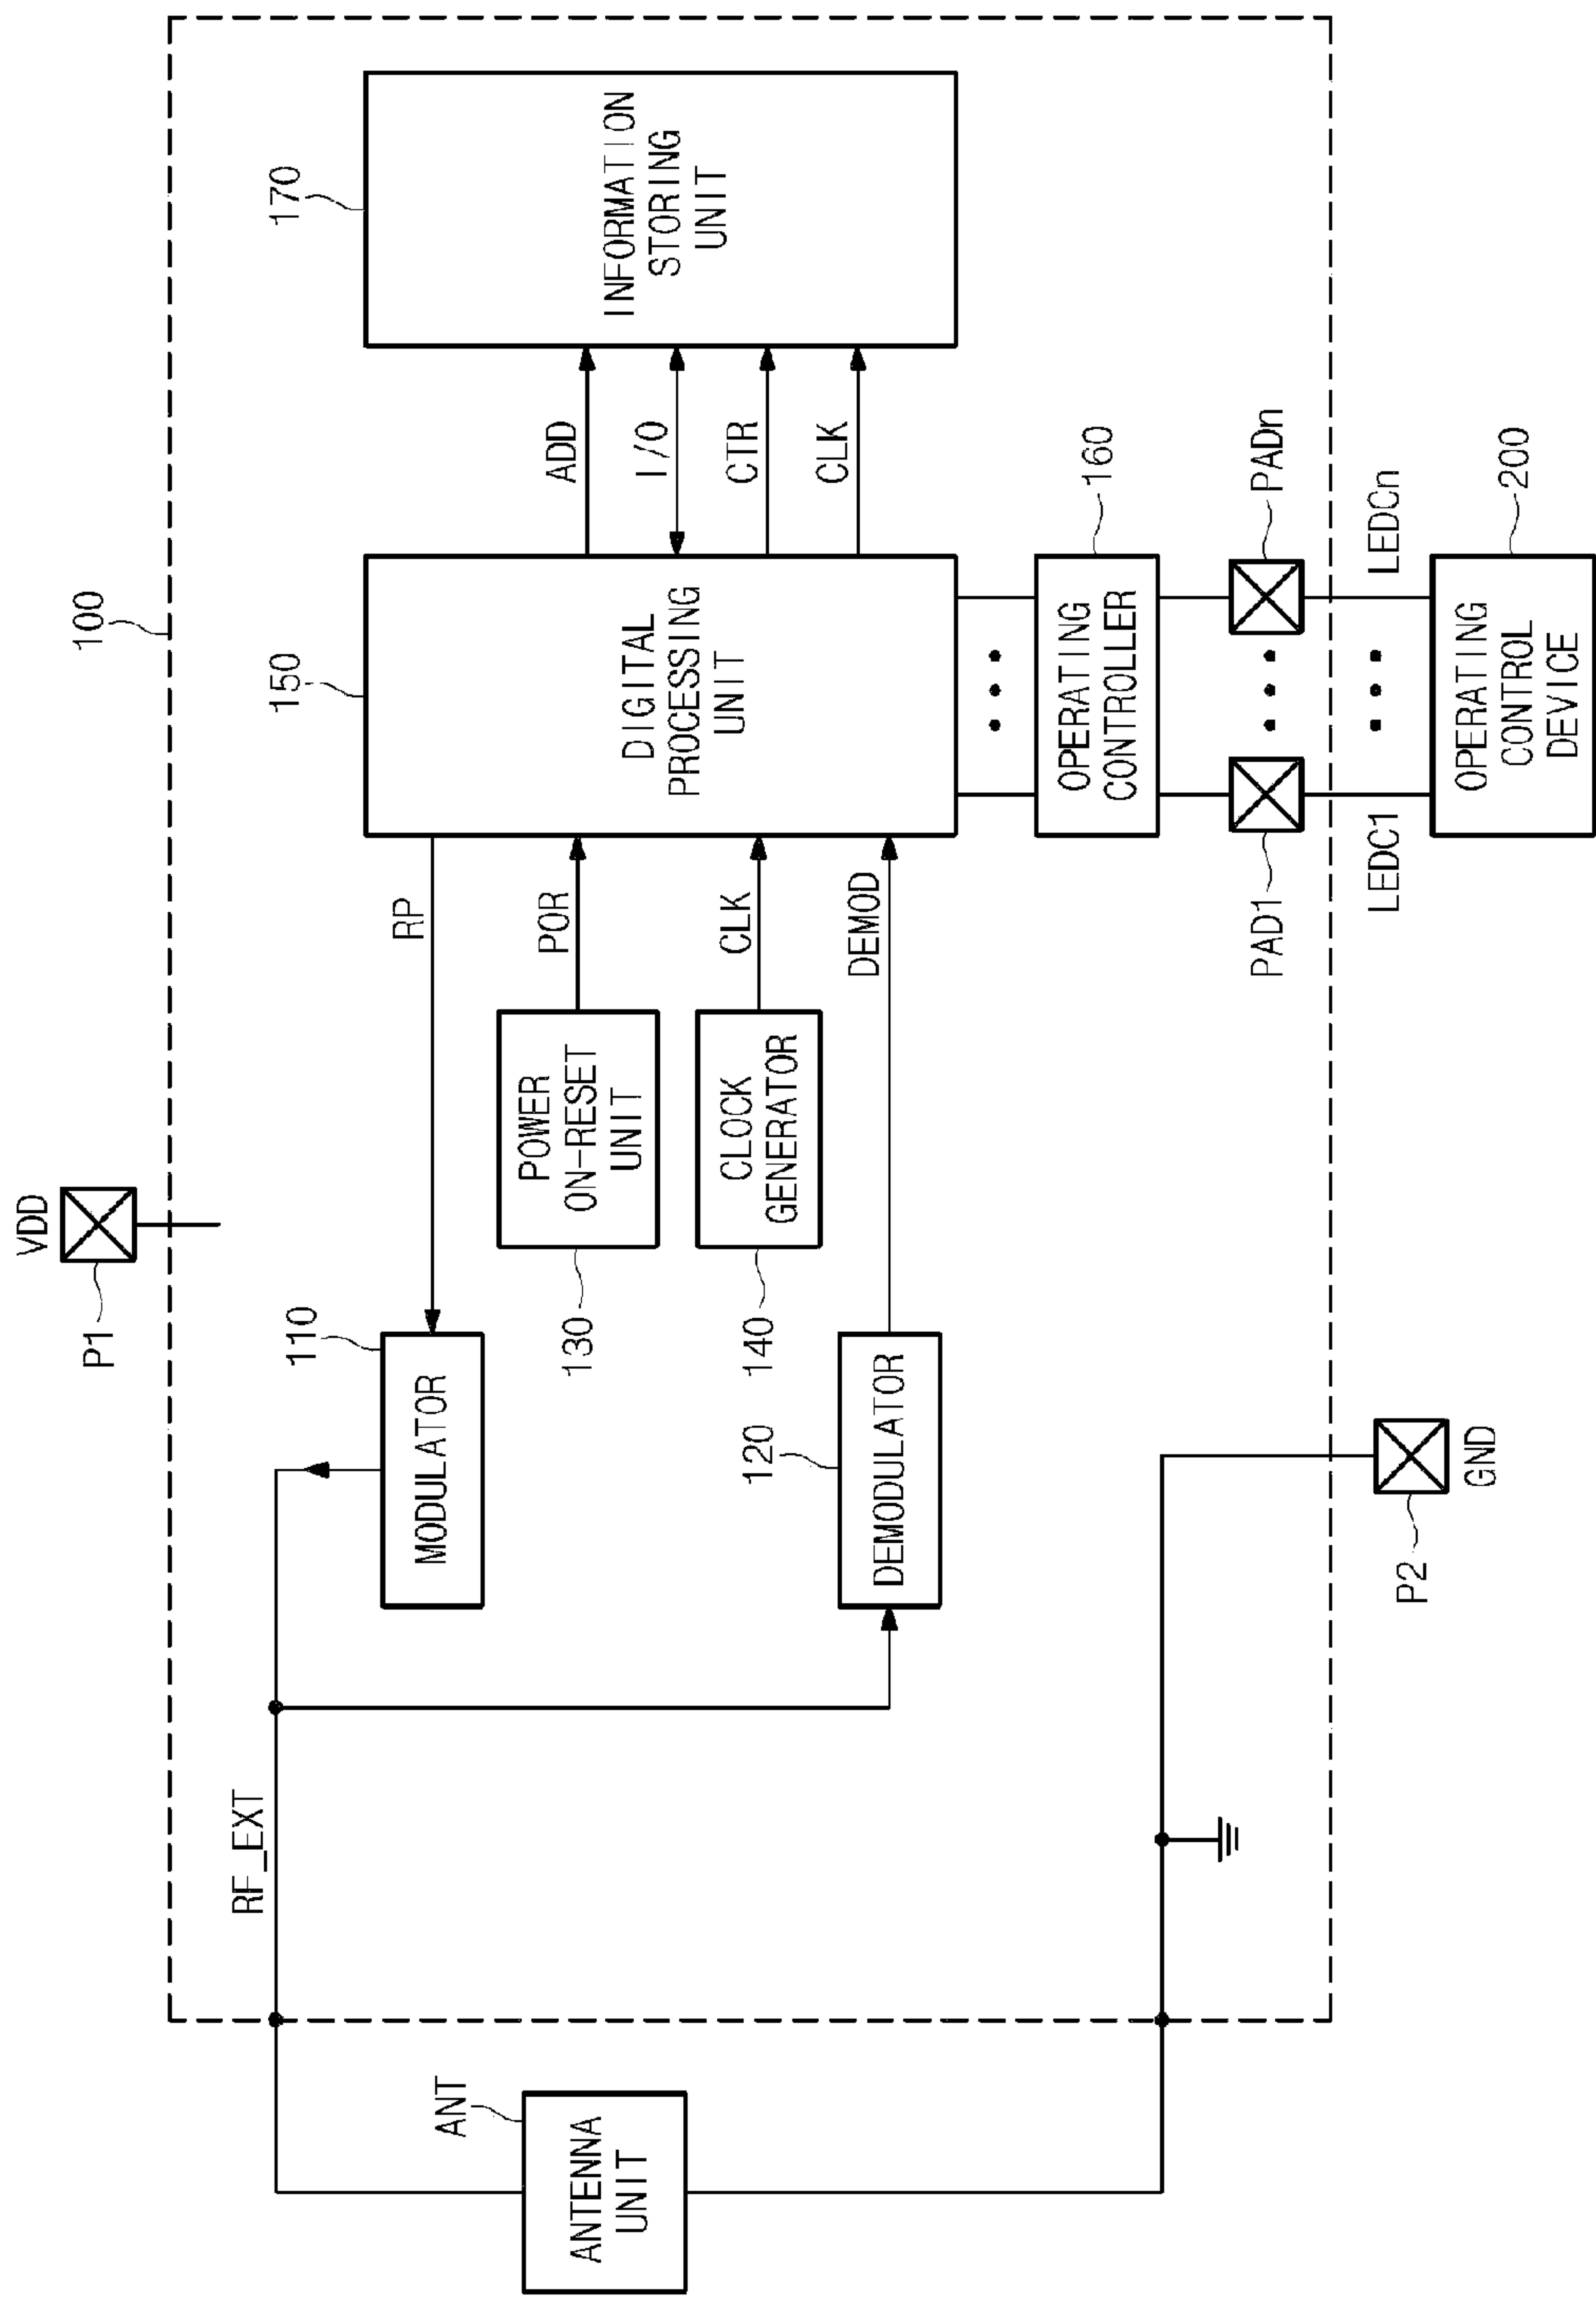 VDD
P1
100
ANT
ANTENNA
UNIT
RF_EXT
110
MODULATOR
120
DEMODULATOR
RP
POWER
ON-RESET
UNIT
130
POR
CLOCK
GENERATOR
140
CLK
DEMOD
150
DIGITAL
PROCESSING
UNIT
ADD
I/O
CTR
CLK
170
INFORMATION
STORING
UNIT
OPERATING
CONTROLLER
160
PAD1
PADn
LEDC1
LEDCn
OPERATING
CONTROL
DEVICE
200
P2
GND